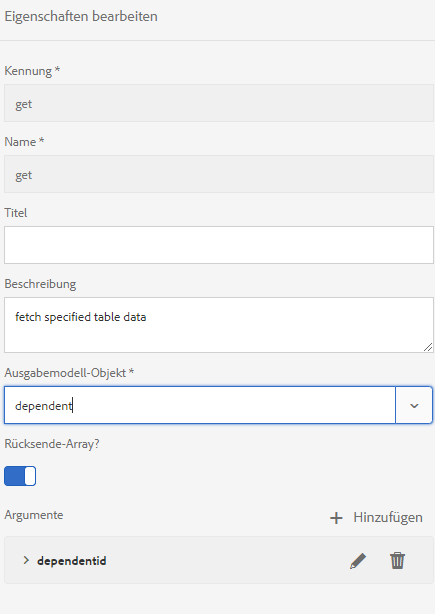 Eigenschaften bearbeiten
Kennung *
get
Name *
get
Titel
Beschreibung
fetch specified table data
Ausgabemodell-Objekt *
dependent
Rücksende-Array?
Argumente
Hinzufügen
dependentid